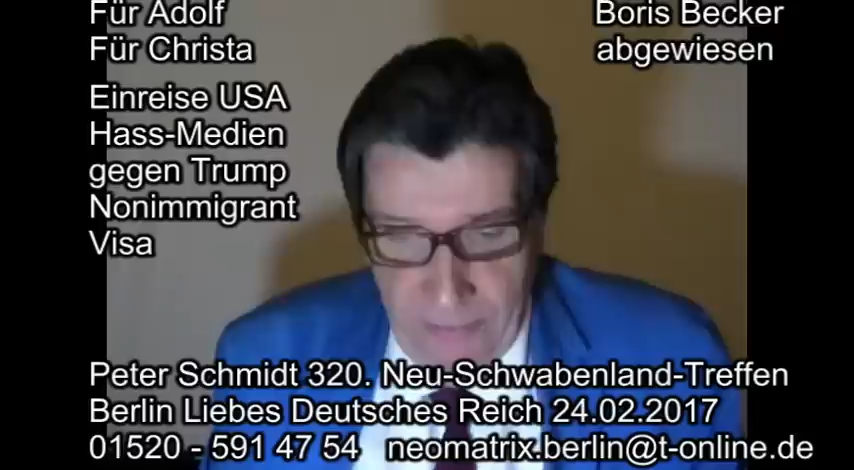 Für Adolf
Für Christa
Boris Becker
abgewiesen
Einreise USA
Hass-Medien
gegen Trump
Nonimmigrant
Visa
Peter Schmidt 320. Neu-Schwabenland-Treffen
Berlin Liebes Deutsches Reich 24.02.2017
01520 - 591 47 54 neomatrix.berlin@t-online.de